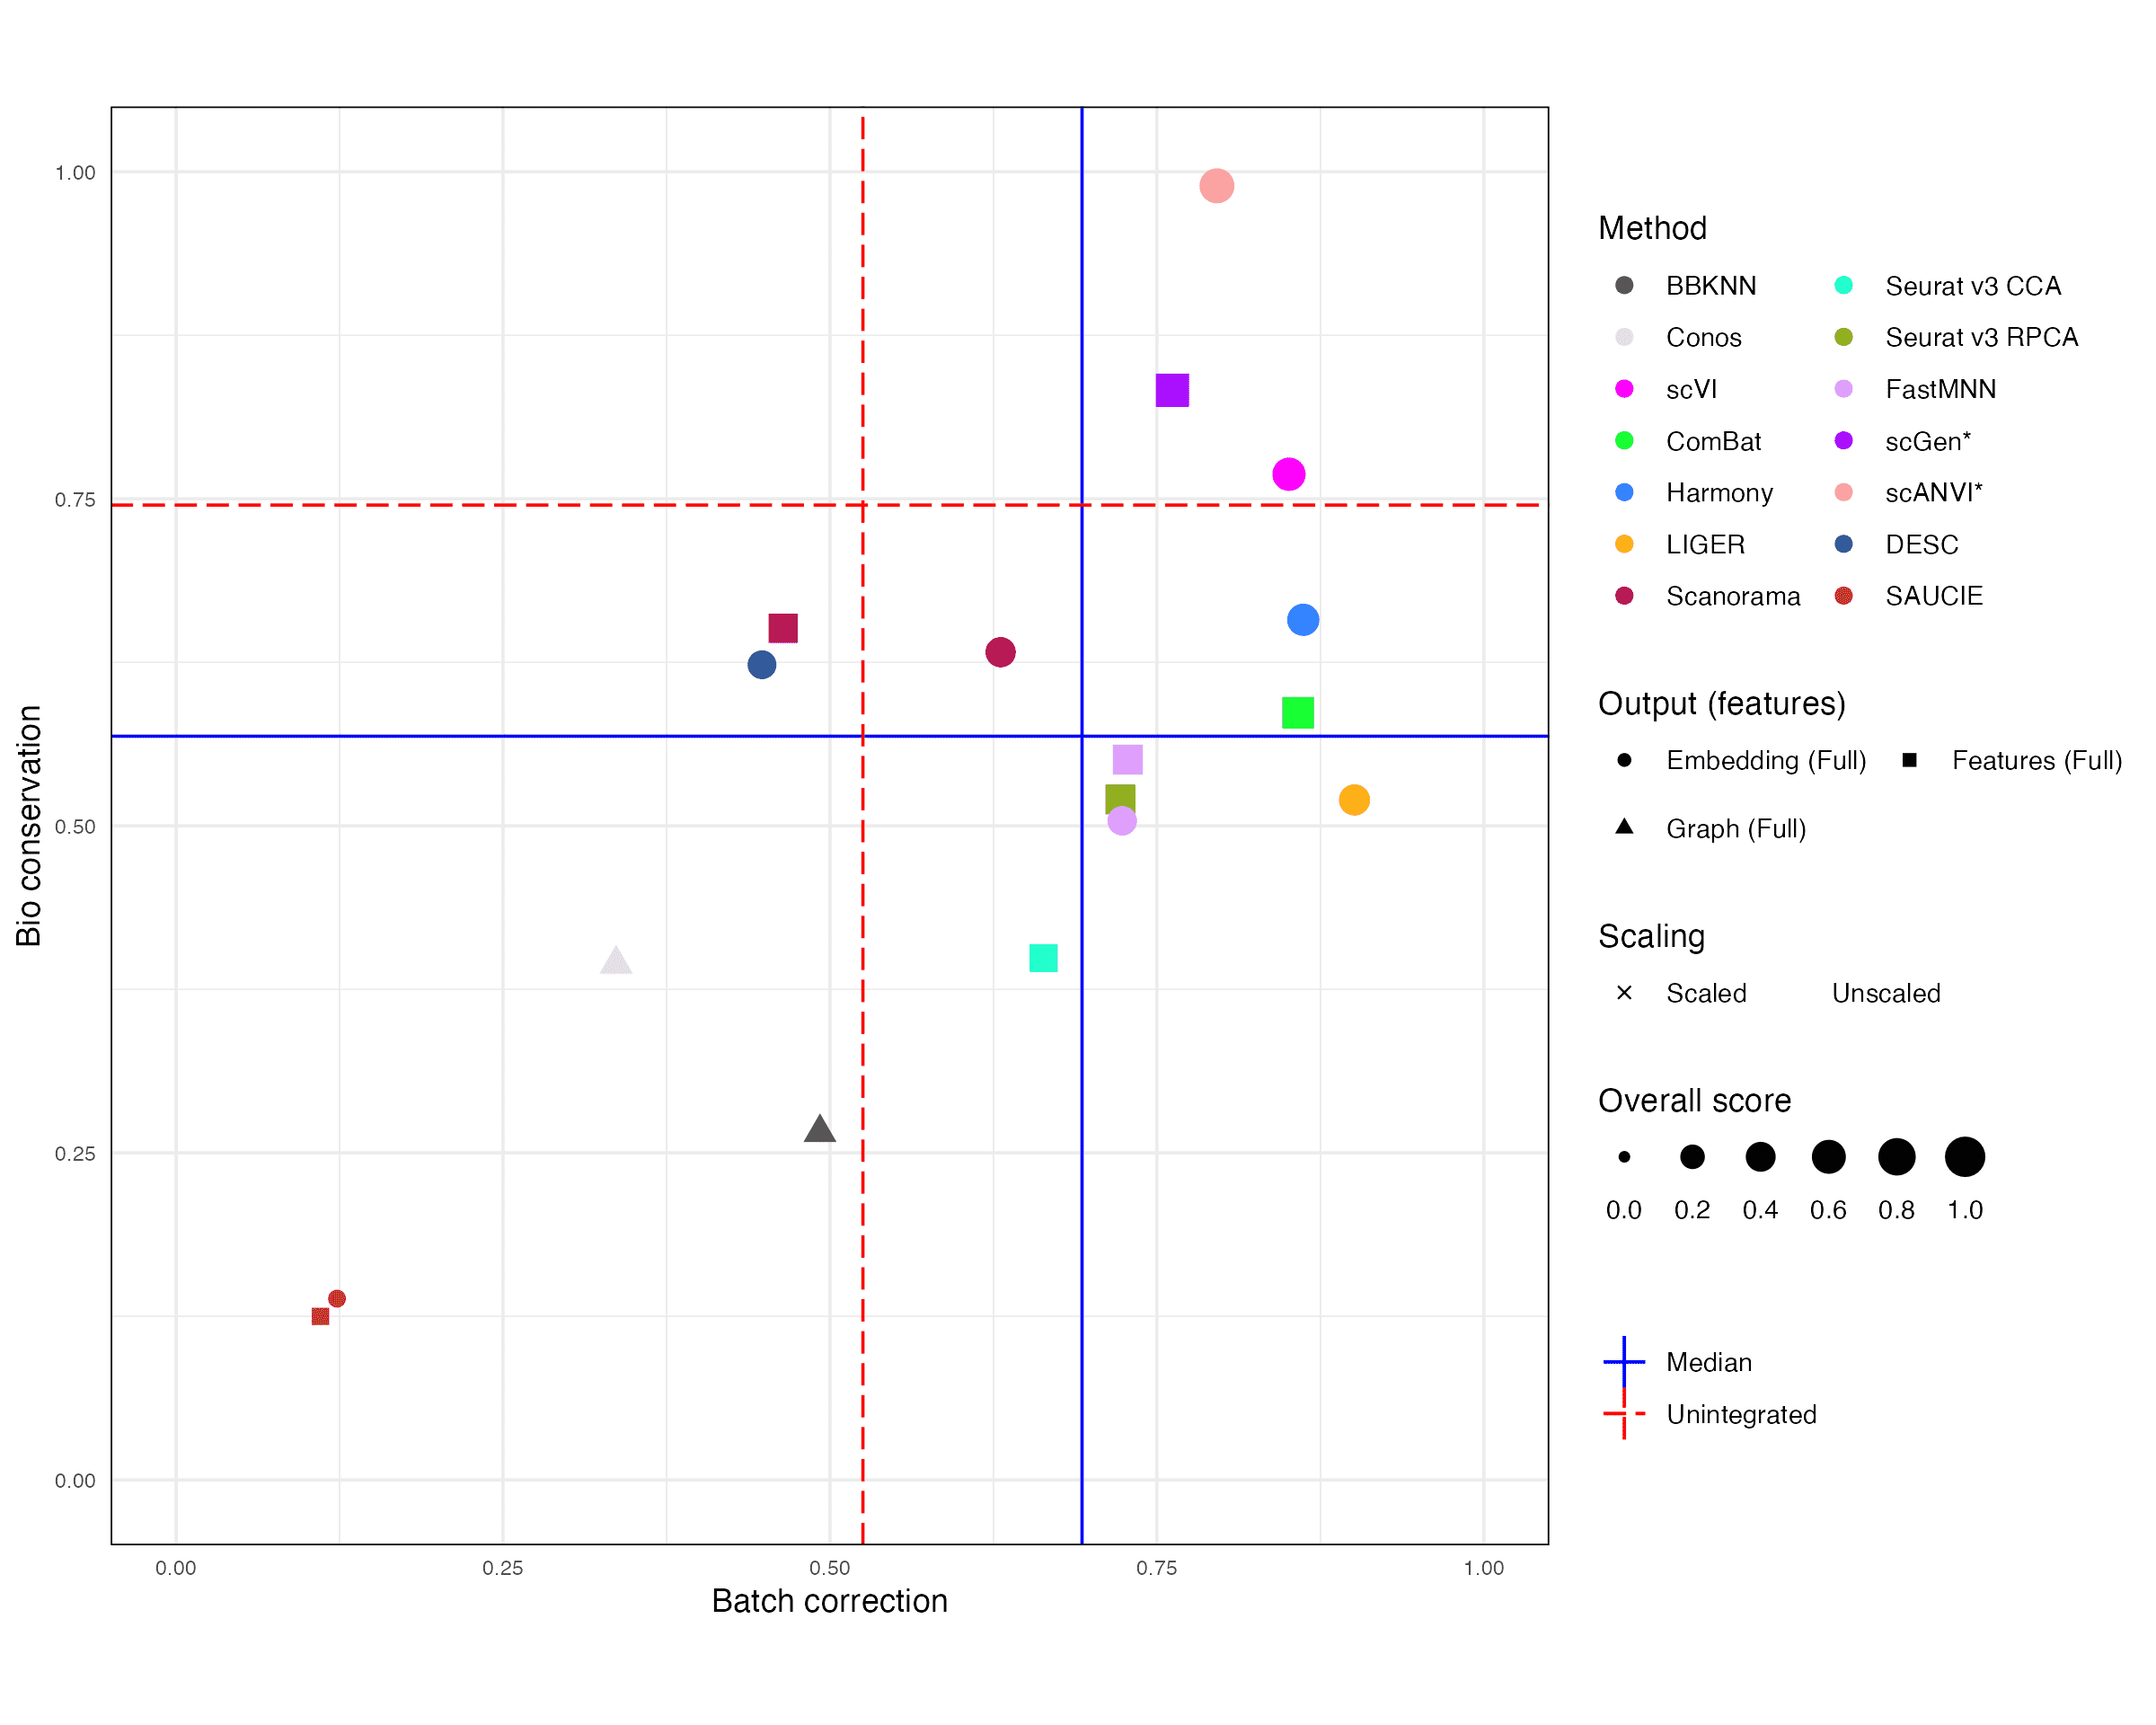 1.00
0.75
0.50
0.25
0.00
Bio conservation
0.00 0.25 0.50 0.75 1.00
Batch correction
Method
BBKNN Seurat v3 CCA
Conos Seurat v3 RPCA
scVI FastMNN
ComBat scGen*
Harmony scANVI*
LIGER DESC
Scanorama SAUCIE
Output (features)
Embedding (Full) Features (Full)
Graph (Full)
Scaling
Scaled Unscaled
Overall score
0.0 0.2 0.4 0.6 0.8 1.0
Median
Unintegrated